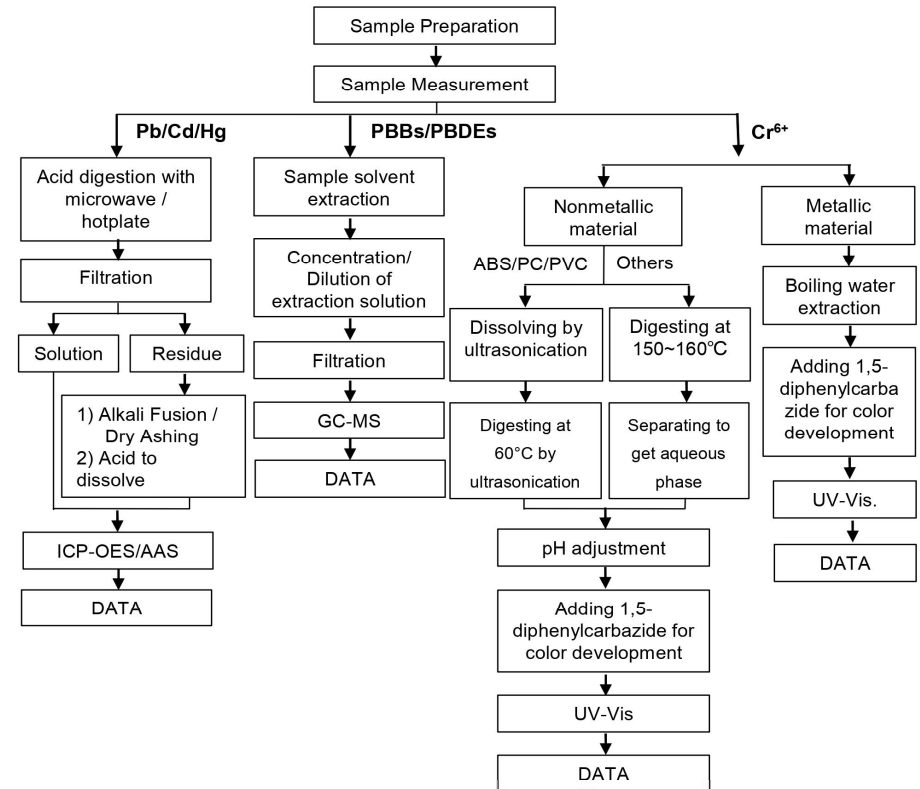 Sample Preparation
Sample Measurement
Pb/Cd/Hg
PBBs/PBDEs
Cr⁶⁺
Acid digestion with
microwave /
hotplate
Filtration
Solution
Residue
1) Alkali Fusion /
Dry Ashing
2) Acid to
dissolve
ICP-OES/AAS
DATA
Sample solvent
extraction
Concentration/
Dilution of
extraction solution
Filtration
GC-MS
DATA
Nonmetallic
material
ABS/PC/PVC
Others
Dissolving by
ultrasonication
Digesting at
60°C by
ultrasonication
Digesting at
150~160℃
Separating to
get aqueous
phase
pH adjustment
Adding 1,5-
diphenylcarbazide for
color development
UV-Vis
DATA
Metallic
material
Boiling water
extraction
Adding 1,5-
diphenylcarba
zide for color
development
UV-Vis.
DATA